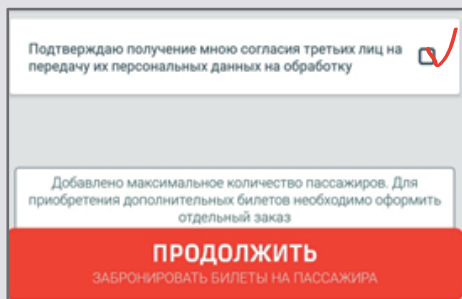 Подтверждаю получение мною согласия третьих лиц на
передачу их персональных данных на обработку
Добавлено максимальное количество пассажиров. Для
приобретения дополнительных билетов необходимо оформить
отдельный заказ
ПРОДОЛЖИТЬ
ЗАБРОНИРОВАТЬ БИЛЕТЫ НА ПАССАЖИРА